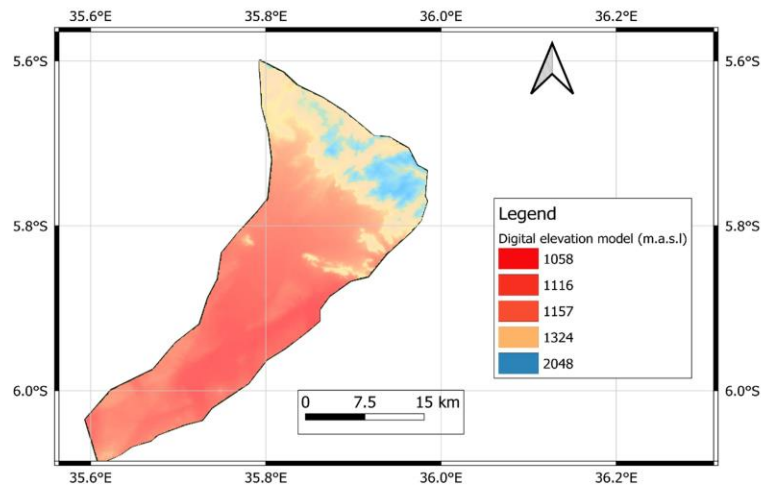 35.6°E 35.8°E 36.0°E 36.2°E
5.6°S 5.6°S
5.8°S 5.8°S
Legend
Digital elevation model (m.a.s.l)
1058
1116
1157
1324
2048
6.0°S 6.0°S
0 7.5 15 km
35.6°E 35.8°E 36.0°E 36.2°E